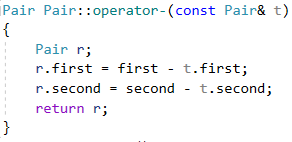 Pair Pair::operator-(const Pair& t)
{
Pair r;
r.first = first - t.first;
r.second = second - t.second;
return r;
}